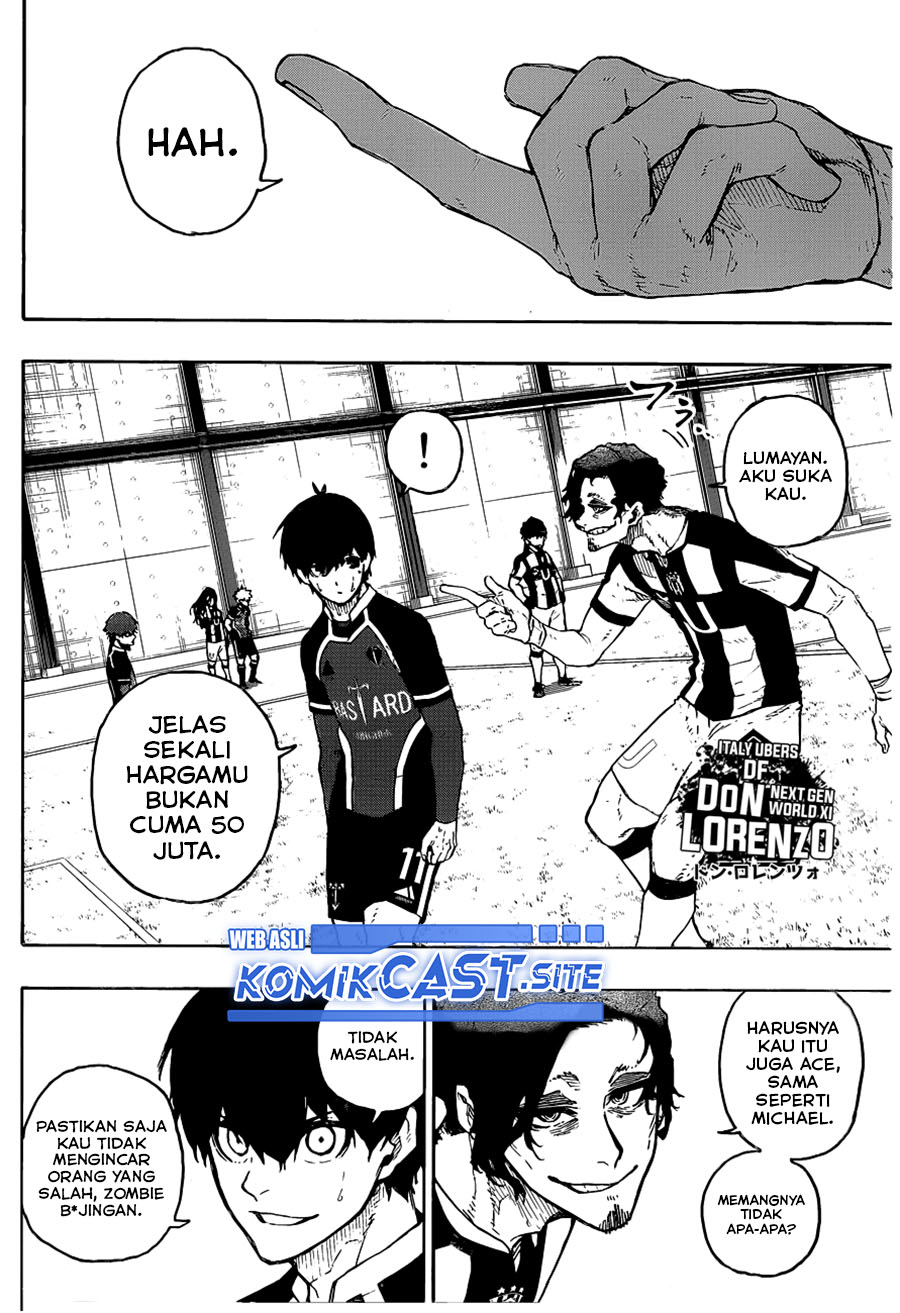 HAH.
フラ。
LUMAYAN.
AKU SUKA
KAU.
!
BASTARD
11
JELAS
SEKALI
HARGAMU
BUKAN
CUMA 50
JUTA.
ITALY UBERS
DF
DON NEXT GEN
WORLD XI
LORENZO
ドン・ロレンツォ
WEB ASLI
KOMIKCAST.SITE
HARUSNYA
KAU ITU
JUGA ACE,
SAMA
SEPERTI
MICHAEL.
MEMANGNYA
TIDAK
APA-APA?
TIDAK
MASALAH.
PASTIKAN SAJA
KAU TIDAK
MENGINCAR
ORANG YANG
SALAH, ZOMBIE
B*JINGAN.